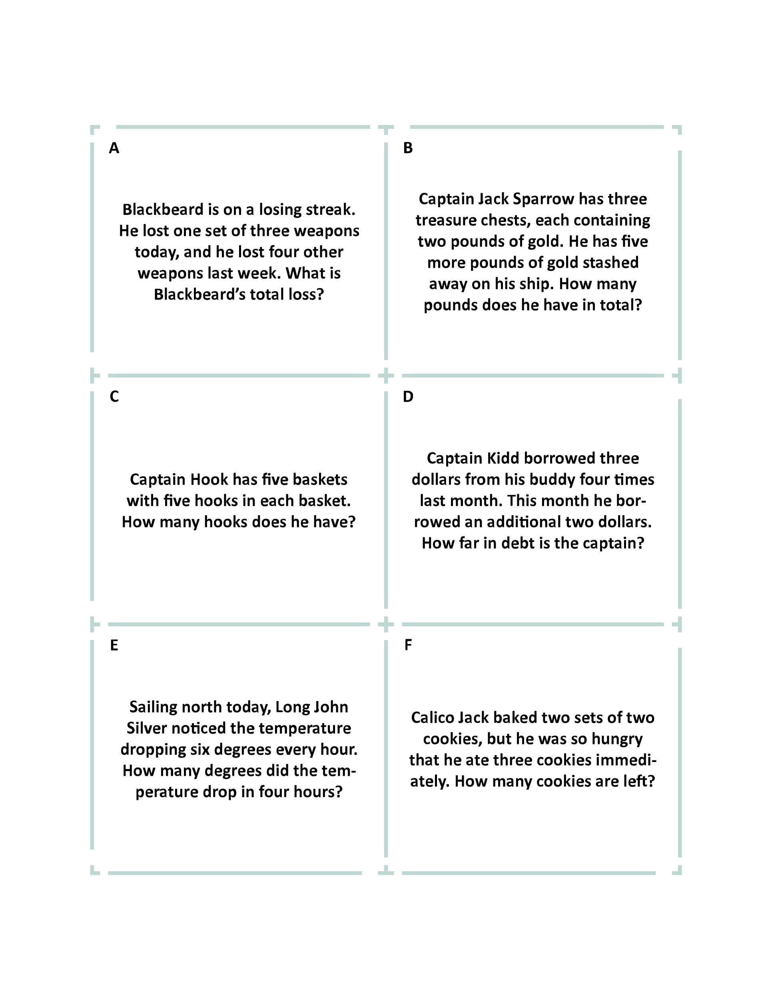 A
Blackbeard is on a losing streak.
He lost one set of three weapons
today, and he lost four other
weapons last week. What is
Blackbeard’s total loss?
B
Captain Jack Sparrow has three
treasure chests, each containing
two pounds of gold. He has five
more pounds of gold stashed
away on his ship. How many
pounds does he have in total?
C
Captain Hook has five baskets
with five hooks in each basket.
How many hooks does he have?
D
Captain Kidd borrowed three
dollars from his buddy four times
last month. This month he bor-
rowed an additional two dollars.
How far in debt is the captain?
E
Sailing north today, Long John
Silver noticed the temperature
dropping six degrees every hour.
How many degrees did the tem-
perature drop in four hours?
F
Calico Jack baked two sets of two
cookies, but he was so hungry
that he ate three cookies immedi-
ately. How many cookies are left?